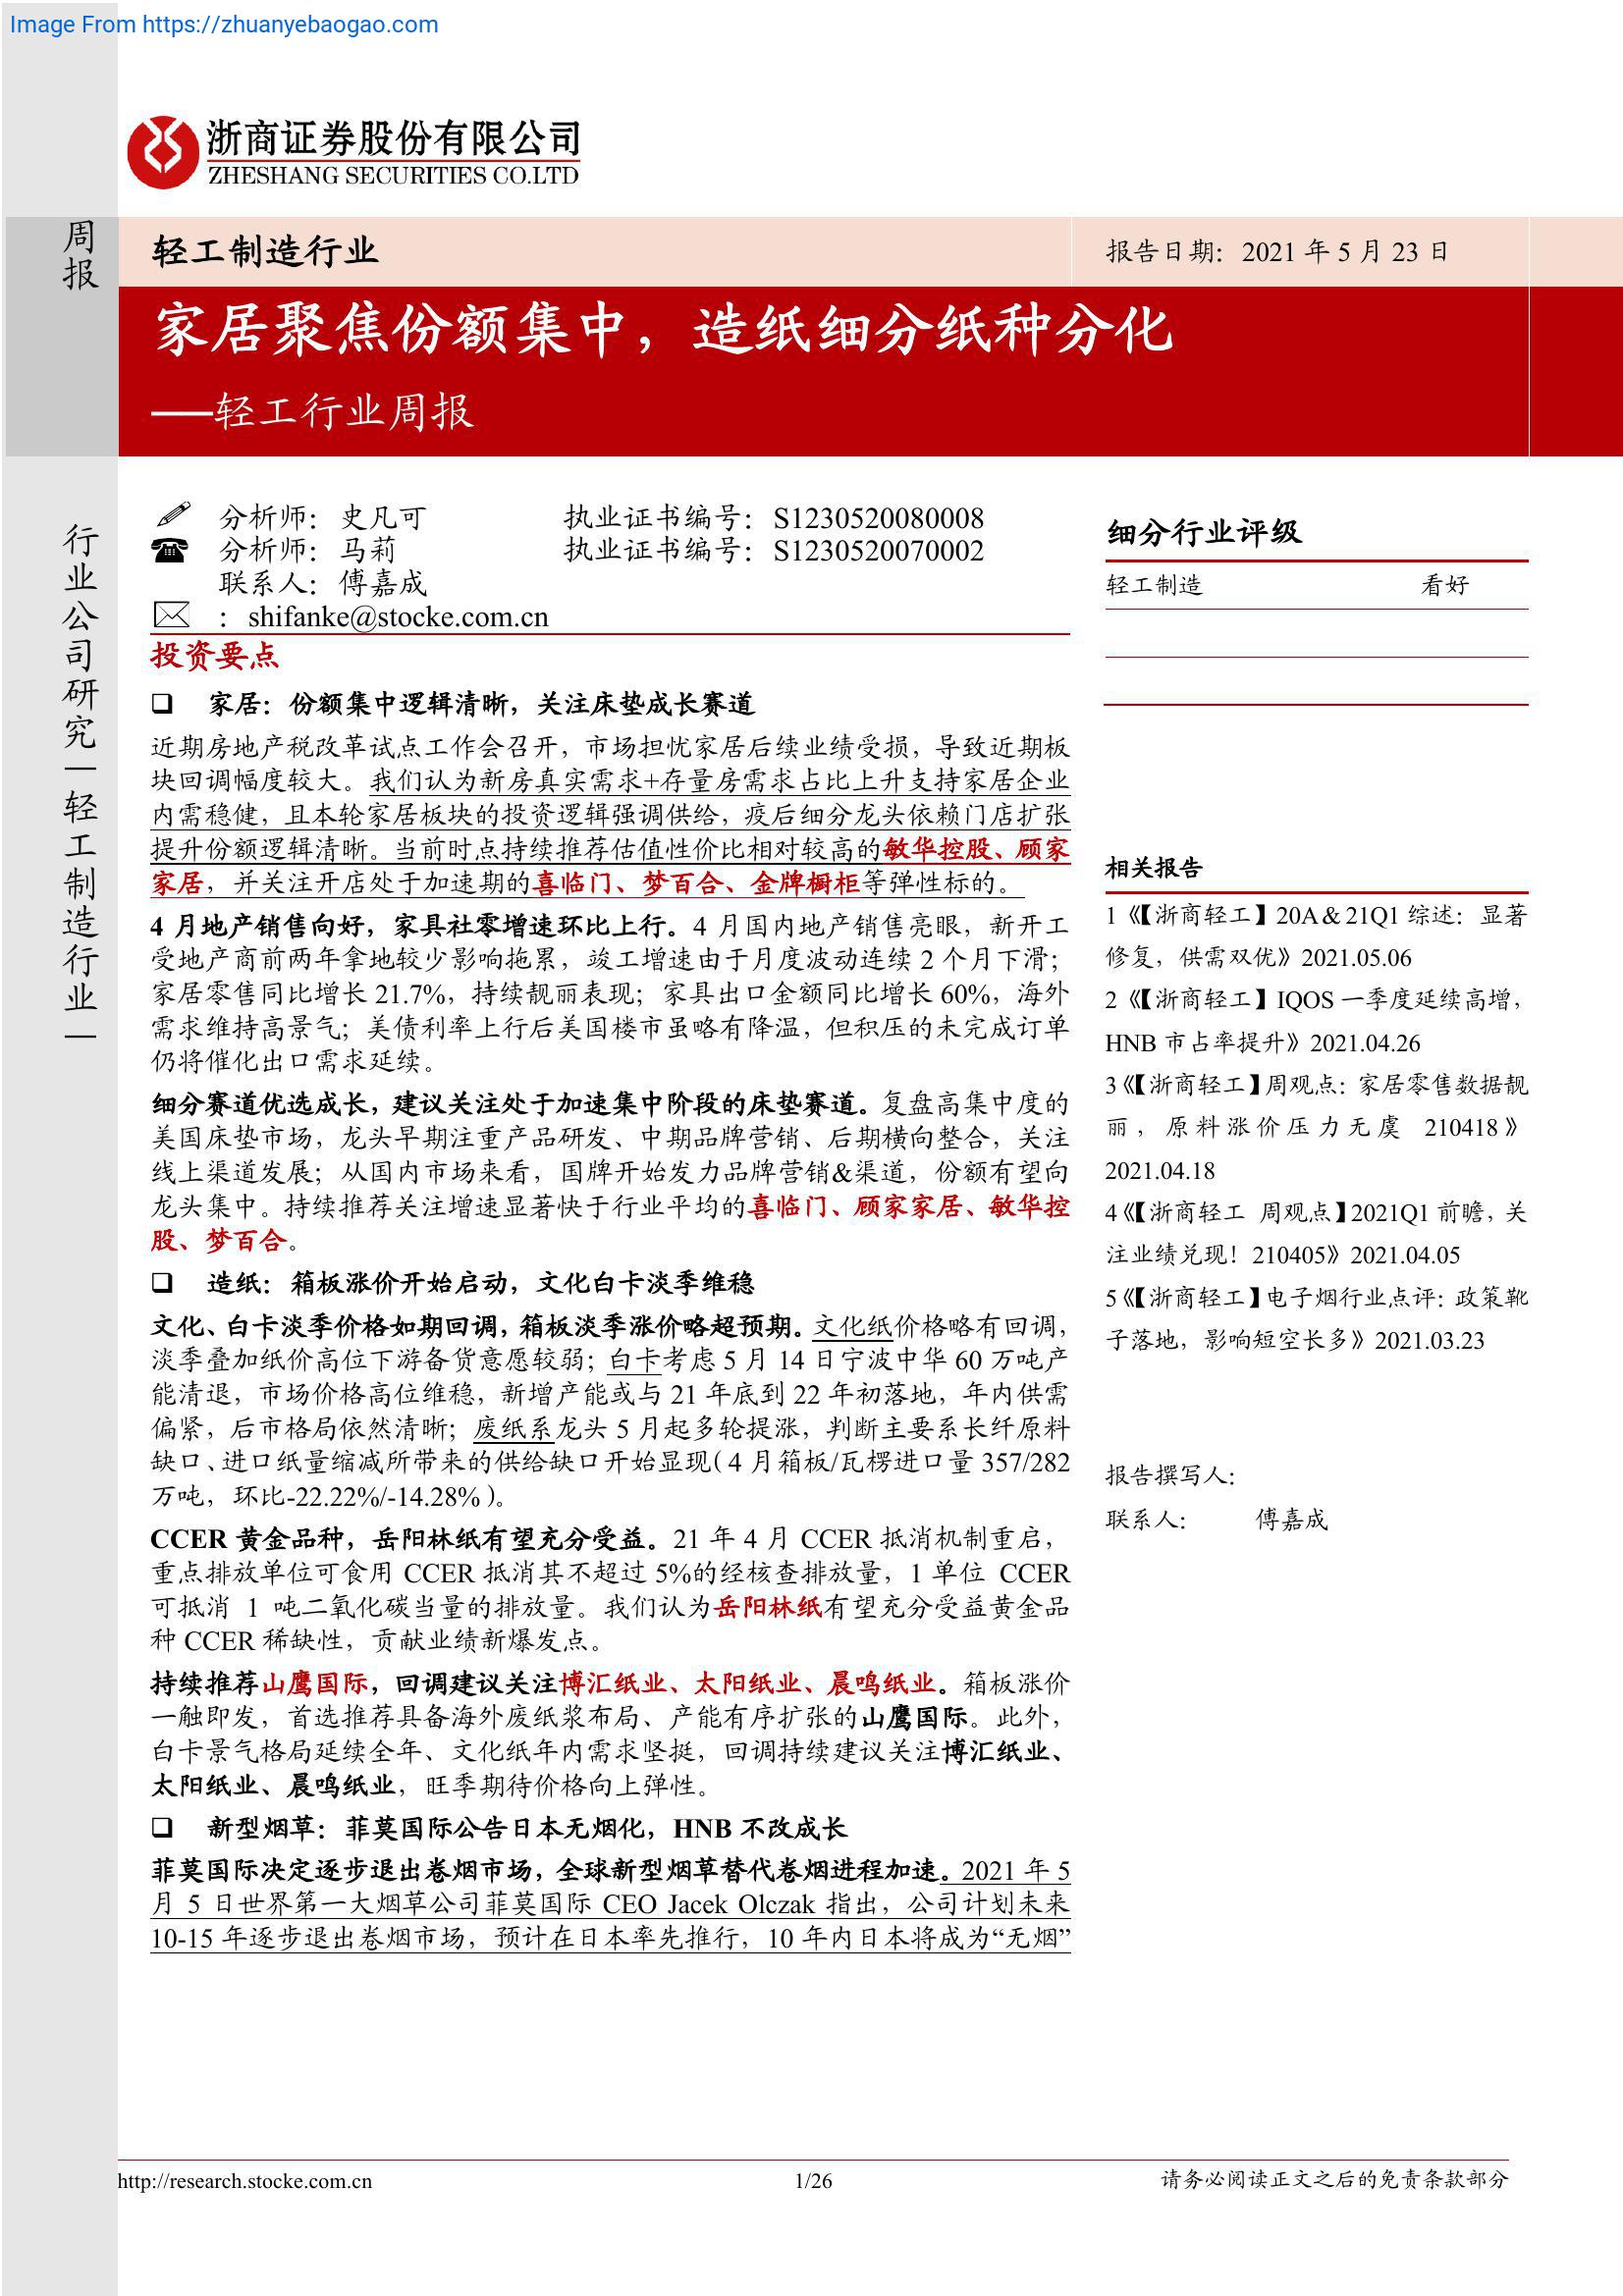 Image From https://zhuanyebaogao.com
浙商证券股份有限公司
ZHESHANG SECURITIES CO.LTD
周报
轻工制造行业
报告日期：2021 年 5 月 23 日
家居聚焦份额集中，造纸细分纸种分化
——轻工行业周报
行业公司研究｜轻工制造行业｜
分析师：史凡可 执业证书编号：S1230520080008
分析师：马莉 执业证书编号：S1230520070002
联系人：傅嘉成
：shifanke@stocke.com.cn
投资要点
❑ 家居：份额集中逻辑清晰，关注床垫成长赛道
近期房地产税改革试点工作会召开，市场担忧家居后续业绩受损，导致近期板
块回调幅度较大。我们认为新房真实需求+存量房需求占比上升支持家居企业
内需稳健，且本轮家居板块的投资逻辑强调供给，疫后细分龙头依赖门店扩张
提升份额逻辑清晰。当前时点持续推荐估值性价比相对较高的敏华控股、顾家
家居，并关注开店处于加速期的喜临门、梦百合、金牌橱柜等弹性标的。
4 月地产销售向好，家具社零增速环比上行。4 月国内地产销售亮眼，新开工
受地产商前两年拿地较少影响拖累，竣工增速由于月度波动连续 2 个月下滑；
家居零售同比增长 21.7%，持续靓丽表现；家具出口金额同比增长 60%，海外
需求维持高景气；美债利率上行后美国楼市虽略有降温，但积压的未完成订单
仍将催化出口需求延续。
细分赛道优选成长，建议关注处于加速集中阶段的床垫赛道。复盘高集中度的
美国床垫市场，龙头早期注重产品研发、中期品牌营销、后期横向整合，关注
线上渠道发展；从国内市场来看，国牌开始发力品牌营销&渠道，份额有望向
龙头集中。持续推荐关注增速显著快于行业平均的喜临门、顾家家居、敏华控
股、梦百合。
❑ 造纸：箱板涨价开始启动，文化白卡淡季维稳
文化、白卡淡季价格如期回调，箱板淡季涨价略超预期。文化纸价格略有回调，
淡季叠加纸价高位下游备货意愿较弱；白卡考虑 5 月 14 日宁波中华 60 万吨产
能清退，市场价格高位维稳，新增产能或与 21 年底到 22 年初落地，年内供需
偏紧，后市格局依然清晰；废纸系龙头 5 月起多轮提涨，判断主要系长纤原料
缺口、进口纸量缩减所带来的供给缺口开始显现（4 月箱板/瓦楞进口量 357/282
万吨，环比-22.22%/-14.28%）。
CCER 黄金品种，岳阳林纸有望充分受益。21 年 4 月 CCER 抵消机制重启，
重点排放单位可食用 CCER 抵消其不超过 5%的经核查排放量，1 单位 CCER
可抵消 1 吨二氧化碳当量的排放量。我们认为岳阳林纸有望充分受益黄金品
种 CCER 稀缺性，贡献业绩新爆发点。
持续推荐山鹰国际，回调建议关注博汇纸业、太阳纸业、晨鸣纸业。箱板涨价
一触即发，首选推荐具备海外废纸浆布局、产能有序扩张的山鹰国际。此外，
白卡景气格局延续全年、文化纸年内需求坚挺，回调持续建议关注博汇纸业、
太阳纸业、晨鸣纸业，旺季期待价格向上弹性。
❑ 新型烟草：菲莫国际公告日本无烟化，HNB 不改成长
菲莫国际决定逐步退出卷烟市场，全球新型烟草替代卷烟进程加速。2021 年 5
月 5 日世界第一大烟草公司菲莫国际 CEO Jacek Olczak 指出，公司计划未来
10-15 年逐步退出卷烟市场，预计在日本率先推行，10 年内日本将成为“无烟”
细分行业评级
轻工制造 看好
相关报告
1《【浙商轻工】20A＆21Q1 综述：显著
修复，供需双优》2021.05.06
2《【浙商轻工】IQOS 一季度延续高增，
HNB 市占率提升》2021.04.26
3《【浙商轻工】周观点：家居零售数据靓
丽，原料涨价压力无虞 210418》
2021.04.18
4《【浙商轻工 周观点】2021Q1 前瞻，关
注业绩兑现！210405》2021.04.05
5《【浙商轻工】电子烟行业点评：政策靴
子落地，影响短空长多》2021.03.23
报告撰写人：
联系人： 傅嘉成
http://research.stocke.com.cn
1/26
请务必阅读正文之后的免责条款部分